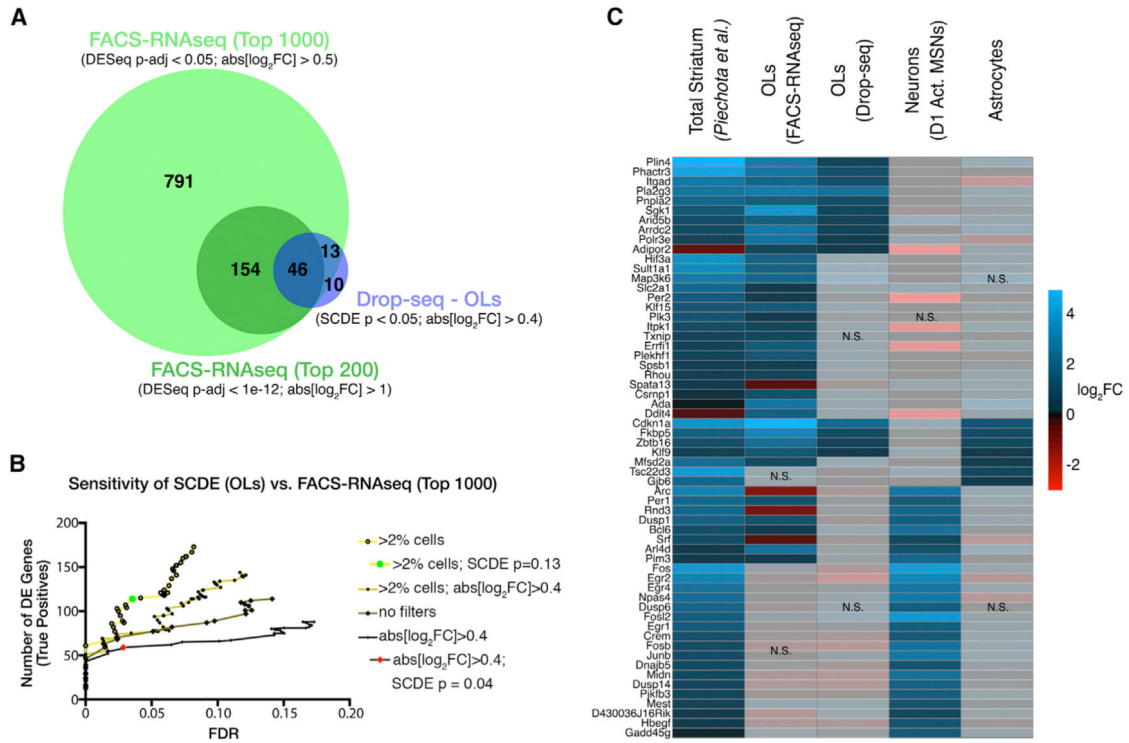 A
FACS-RNAseq (Top 1000)
(DESeq p-adj < 0.05; abs[log2FC] > 0.5)
791
154
46
13
10
Drop-seq - OLs
(SCDE p < 0.05; abs[log2FC] > 0.4)
FACS-RNAseq (Top 200)
(DESeq p-adj < 1e-12; abs[log2FC] > 1)
B
Sensitivity of SCDE (OLs) vs. FACS-RNAseq (Top 1000)
Number of DE Genes
(True Positives)
200
150
100
50
0
0
0.05
0.10
0.15
0.20
FDR
>2% cells
>2% cells; SCDE p=0.13
>2% cells; abs[log2FC]>0.4
no filters
abs[log2FC]>0.4
abs[log2FC]>0.4;
SCDE p = 0.04
C
Total Striatum
(Piechota et al.)
OLs
(FACS-RNAseq)
OLs
(Drop-seq)
Neurons
(D1 Act. MSNs)
Astrocytes
Plin4
Phactr3
Itgad
Pla2g3
Pnpla2
Sgk1
Arid5b
Arrdc2
Polr3e
Adipor2
Hif3a
Sult1a1
Map3k6
Slc2a1
Per2
Klf15
Plk3
Itpk1
Txnip
Errfi1
Plekhf1
Spsb1
Rhou
Spata13
Csrnp1
Ada
Ddit4
Cdkn1a
Fkbp5
Zbtb16
Klf9
Mfsd2a
Tsc22d3
Gjb6
Arc
Per1
Rnd3
Dusp1
Bcl6
Srf
Arl4d
Pim3
Fos
Egr2
Egr4
Npas4
Dusp6
Fosl2
Egr1
Crem
Fosb
Junb
Dnajb5
Midn
Dusp14
Pjkfb3
Mest
D430036J16Rik
Hbegf
Gadd45g
N.S.
N.S.
N.S.
N.S.
N.S.
N.S.
N.S.
4
2
0
-2
log2FC